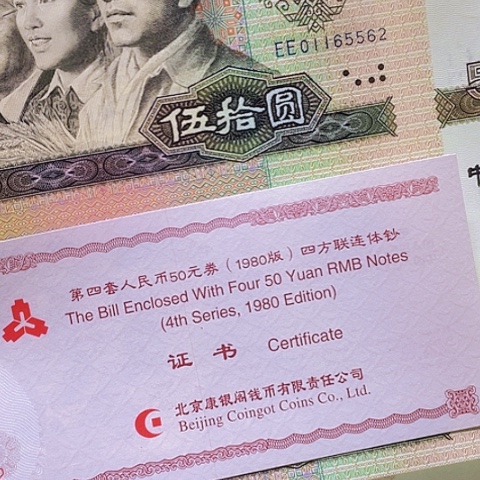 EE01165562
伍拾圆
第四套人民币50元券（1980版）四方联连体钞
The Bill Enclosed With Four 50 Yuan RMB Notes
(4th Series, 1980 Edition)
证书 Certificate
北京康银阁钱币有限责任公司
Beijing Coingot Coins Co., Ltd.